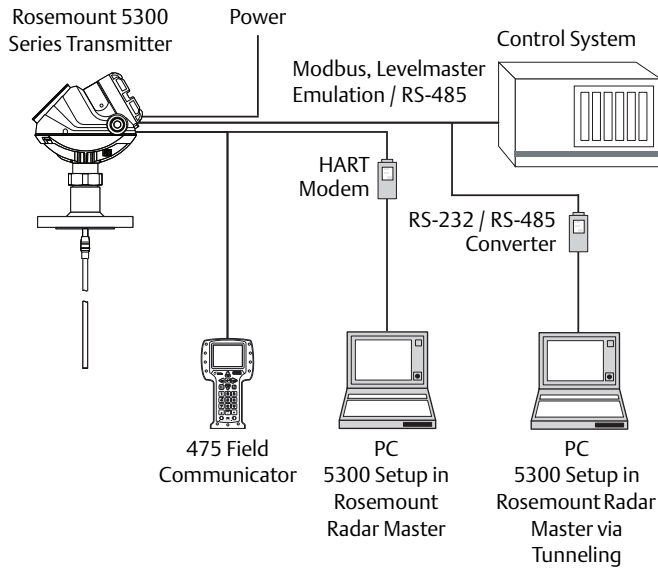 Rosemount 5300
Series Transmitter
Power
Control System
Modbus, Levelmaster
Emulation / RS-485
HART
Modem
RS-232 / RS-485
Converter
475 Field
Communicator
PC
5300 Setup in
Rosemount
Radar Master
PC
5300 Setup in
Rosemount Radar
Master via
Tunneling